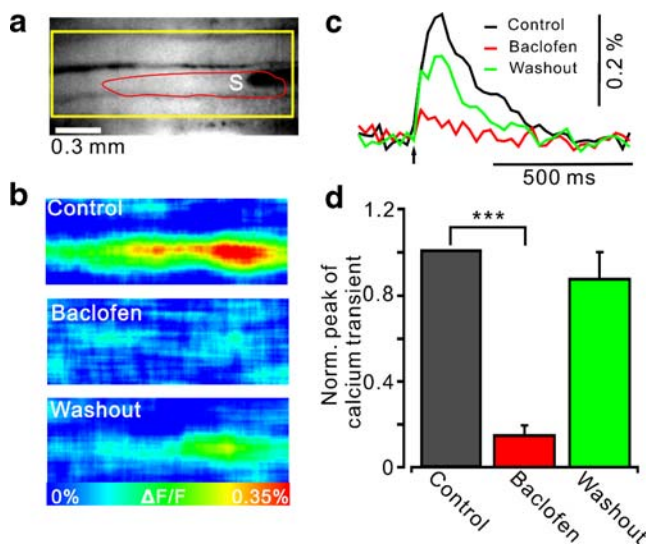 a
S
0.3 mm
b
Control
Baclofen
Washout
0% ΔF/F 0.35%
c
Control
Baclofen
Washout
0.2 %
500 ms
d
***
Norm. peak of
calcium transient
1.2
0.8
0.4
0
Control
Baclofen
Washout